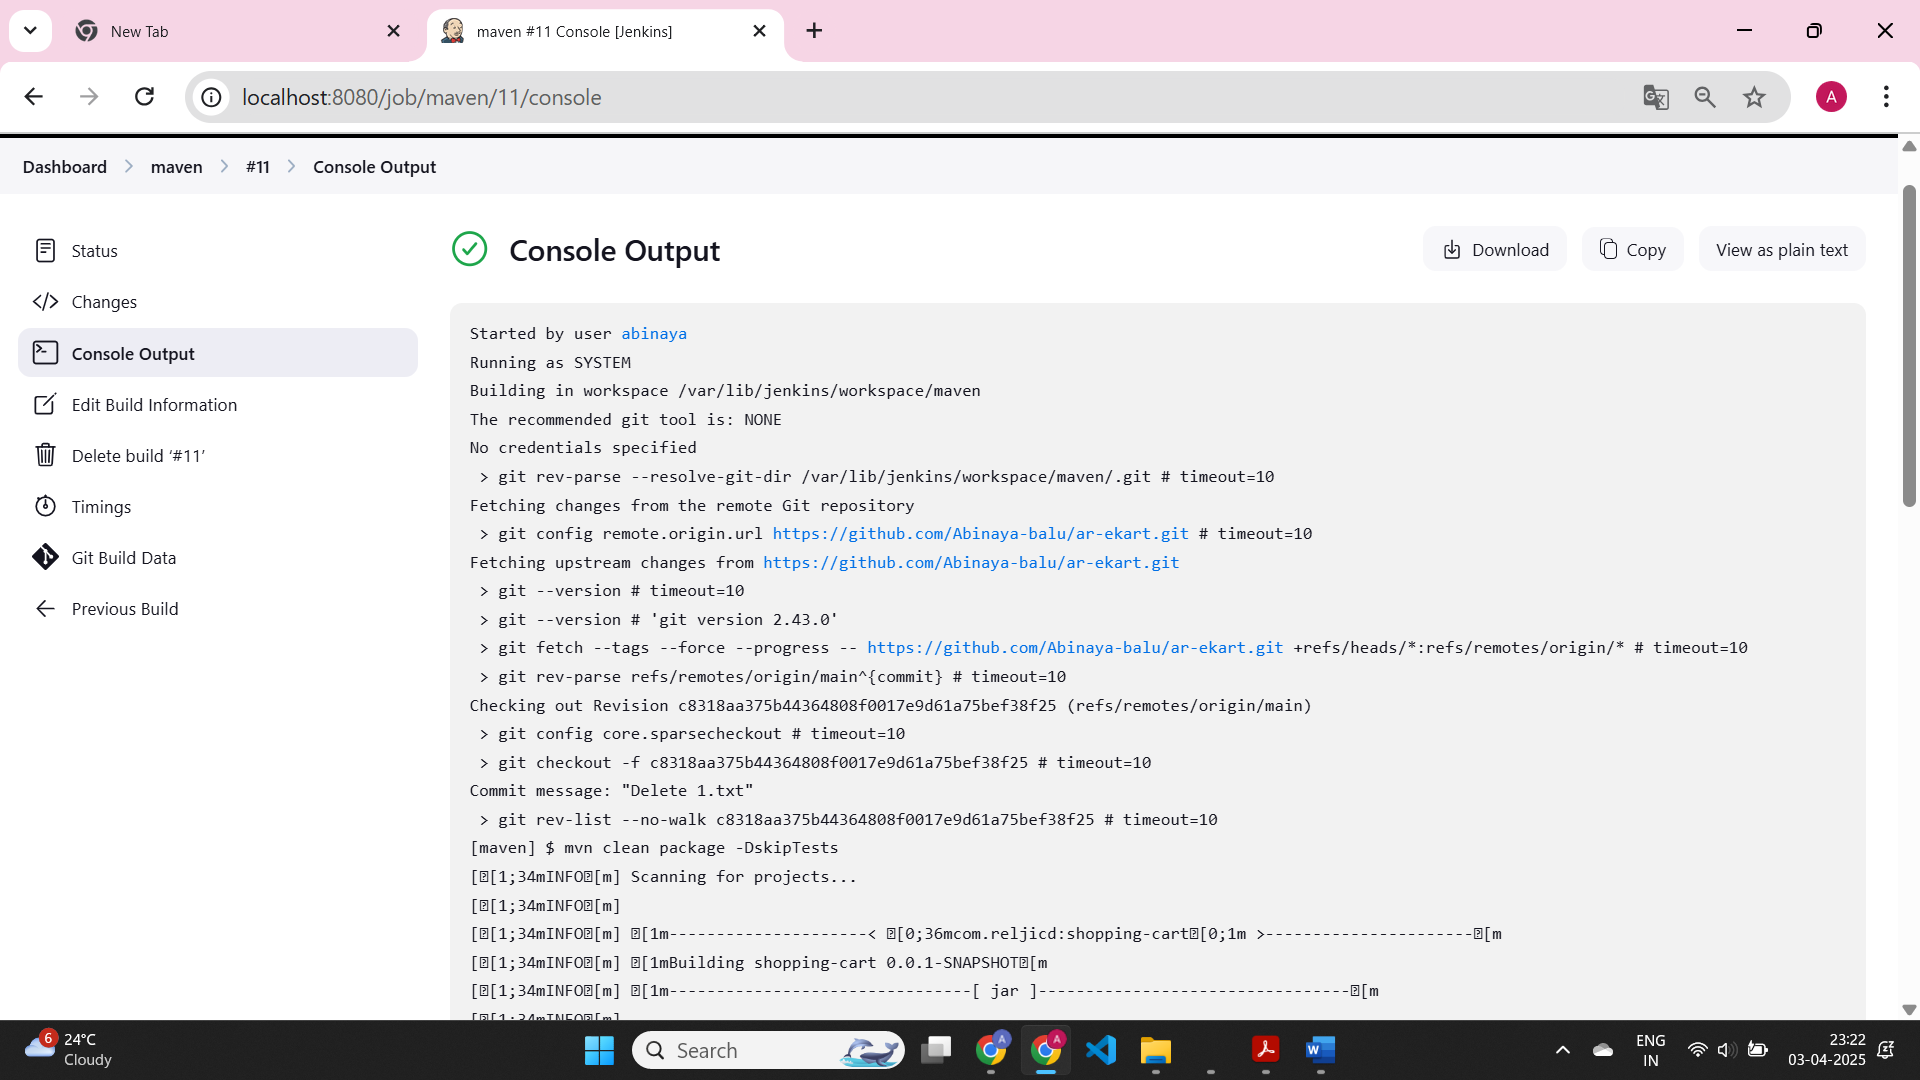 New Tab
maven #11 Console [Jenkins]
localhost:8080/job/maven/11/console
A
Dashboard
maven
#11
Console Output
Status
Changes
Console Output
Edit Build Information
Delete build ‘#11’
Timings
Git Build Data
Previous Build
Console Output
Download
Copy
View as plain text
Started by user abinaya
Running as SYSTEM
Building in workspace /var/lib/jenkins/workspace/maven
The recommended git tool is: NONE
No credentials specified
> git rev-parse --resolve-git-dir /var/lib/jenkins/workspace/maven/.git # timeout=10
Fetching changes from the remote Git repository
> git config remote.origin.url https://github.com/Abinaya-balu/ar-ekart.git # timeout=10
Fetching upstream changes from https://github.com/Abinaya-balu/ar-ekart.git
> git --version # timeout=10
> git --version # 'git version 2.43.0'
> git fetch --tags --force --progress -- https://github.com/Abinaya-balu/ar-ekart.git +refs/heads/*:refs/remotes/origin/* # timeout=10
> git rev-parse refs/remotes/origin/main^{commit} # timeout=10
Checking out Revision c8318aa375b44364808f0017e9d61a75bef38f25 (refs/remotes/origin/main)
> git config core.sparsecheckout # timeout=10
> git checkout -f c8318aa375b44364808f0017e9d61a75bef38f25 # timeout=10
Commit message: "Delete 1.txt"
> git rev-list --no-walk c8318aa375b44364808f0017e9d61a75bef38f25 # timeout=10
[maven] $ mvn clean package -DskipTests
[␛[1;34mINFO␛[m] Scanning for projects...
[␛[1;34mINFO␛[m]
[␛[1;34mINFO␛[m] ␛[1m---------------------< ␛[0;36mcom.reljicd:shopping-cart␛[0;1m >----------------------␛[m
[␛[1;34mINFO␛[m] ␛[1mBuilding shopping-cart 0.0.1-SNAPSHOT␛[m
[␛[1;34mINFO␛[m] ␛[1m--------------------------------[ jar ]---------------------------------␛[m
[␛[1;34mINFO␛[m]
6
24°C
Cloudy
Search
A
A
ENG
IN
23:22
03-04-2025